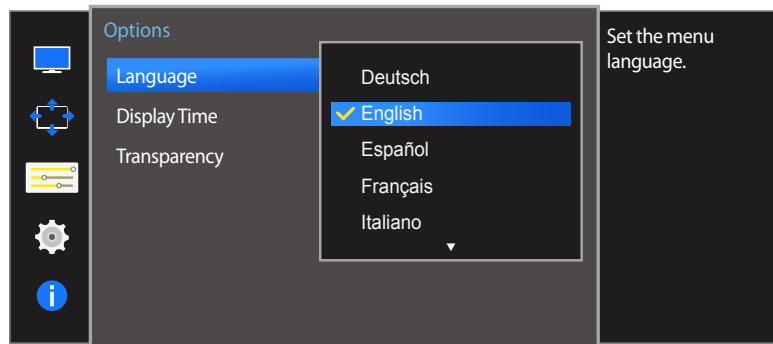 Options
Language
Display Time
Transparency
Deutsch
English
Español
Français
Italiano
Set the menu
language.